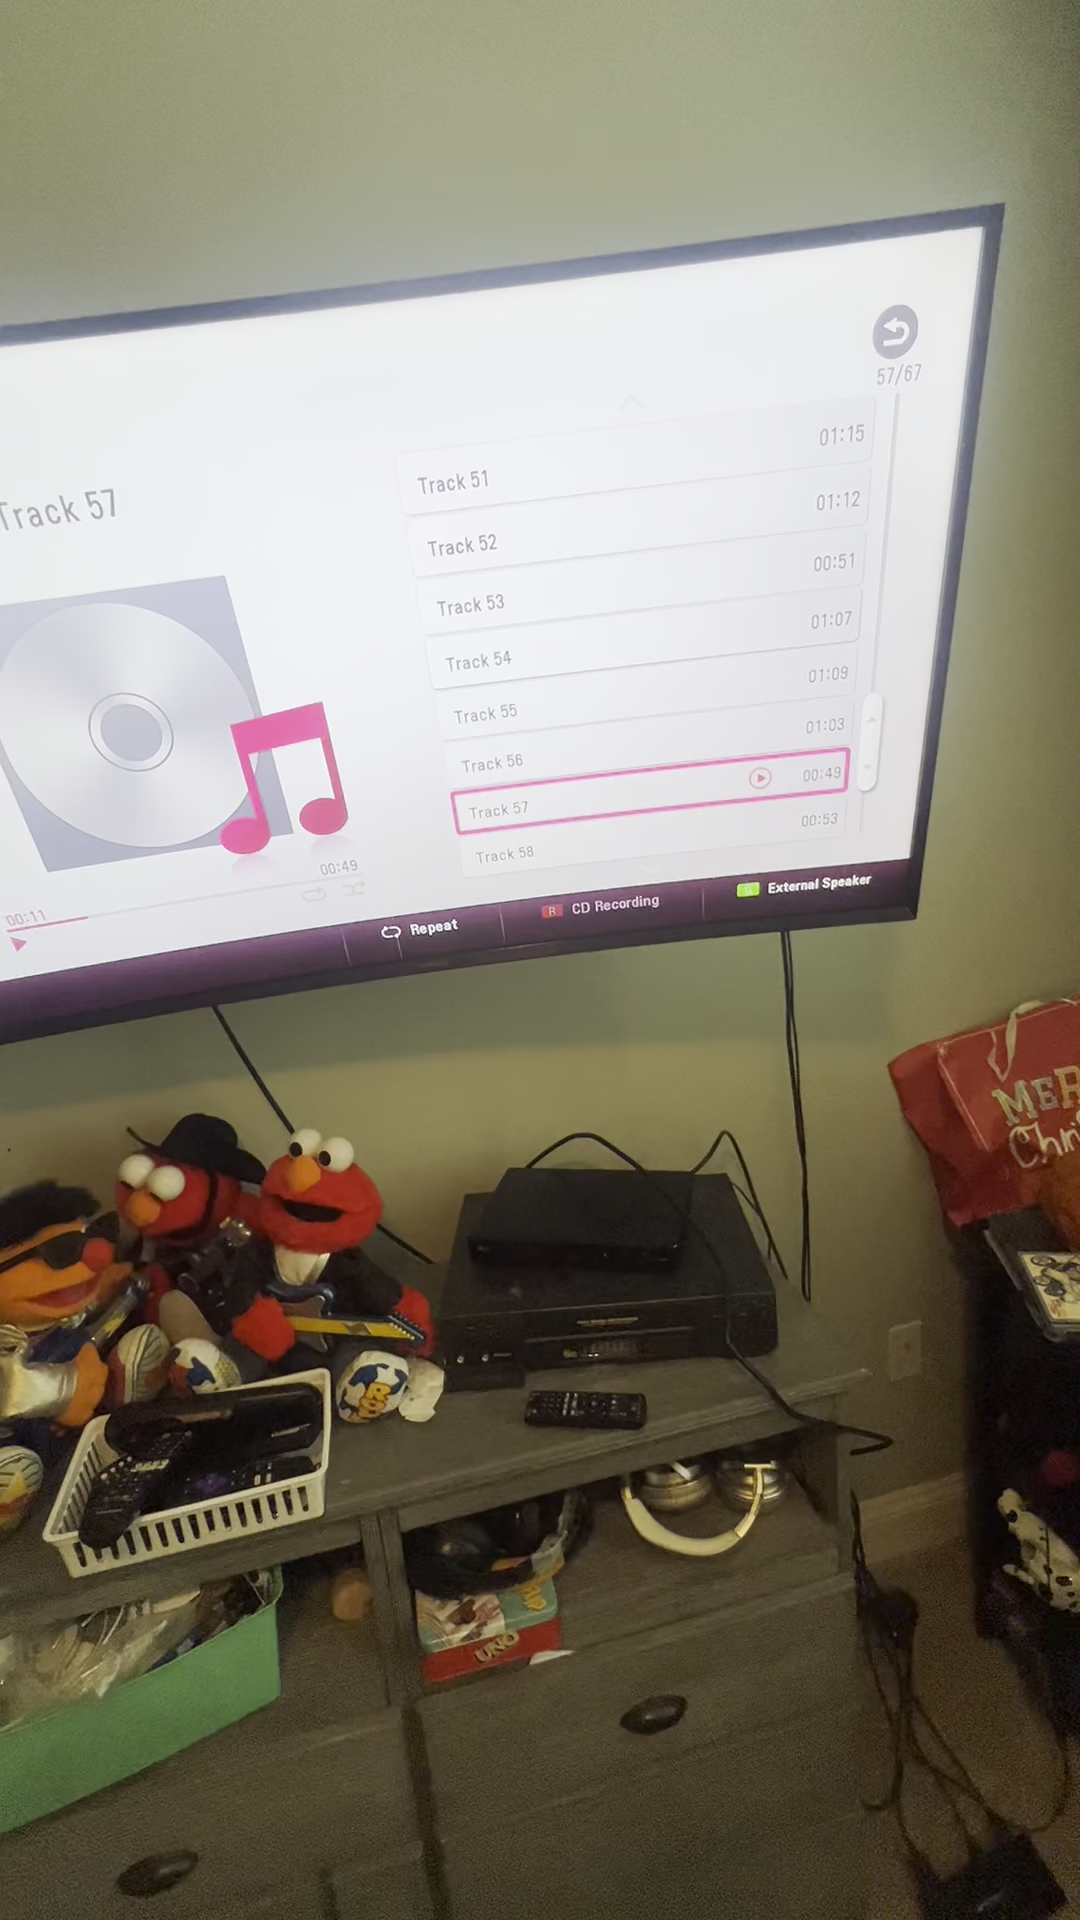 57/67
Track 57
Track 51 01:15
Track 52 01:12
Track 53 00:51
Track 54 01:07
Track 55 01:09
Track 56 01:03
Track 57 00:49
Track 58 00:53
00:49
00:11
Repeat
R CD Recording
G External Speaker
UNO